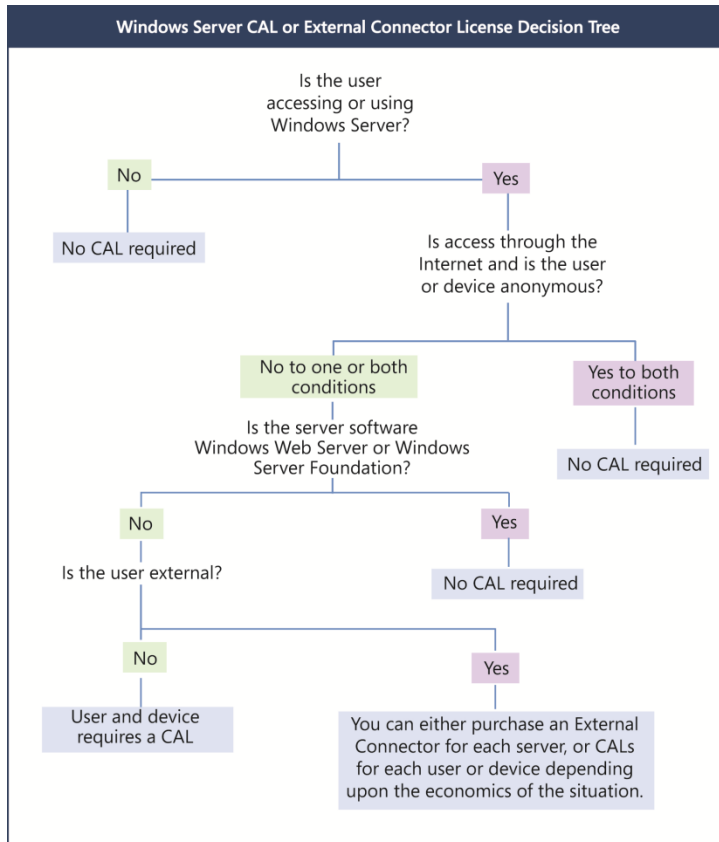 Windows Server CAL or External Connector License Decision Tree
Is the user
accessing or using
Windows Server?
No
Yes
No CAL required
Is access through the
Internet and is the user
or device anonymous?
No to one or both
conditions
Yes to both
conditions
Is the server software
Windows Web Server or Windows
Server Foundation?
No CAL required
No
Yes
Is the user external?
No CAL required
No
Yes
User and device
requires a CAL
You can either purchase an External
Connector for each server, or CALs
for each user or device depending
upon the economics of the situation.